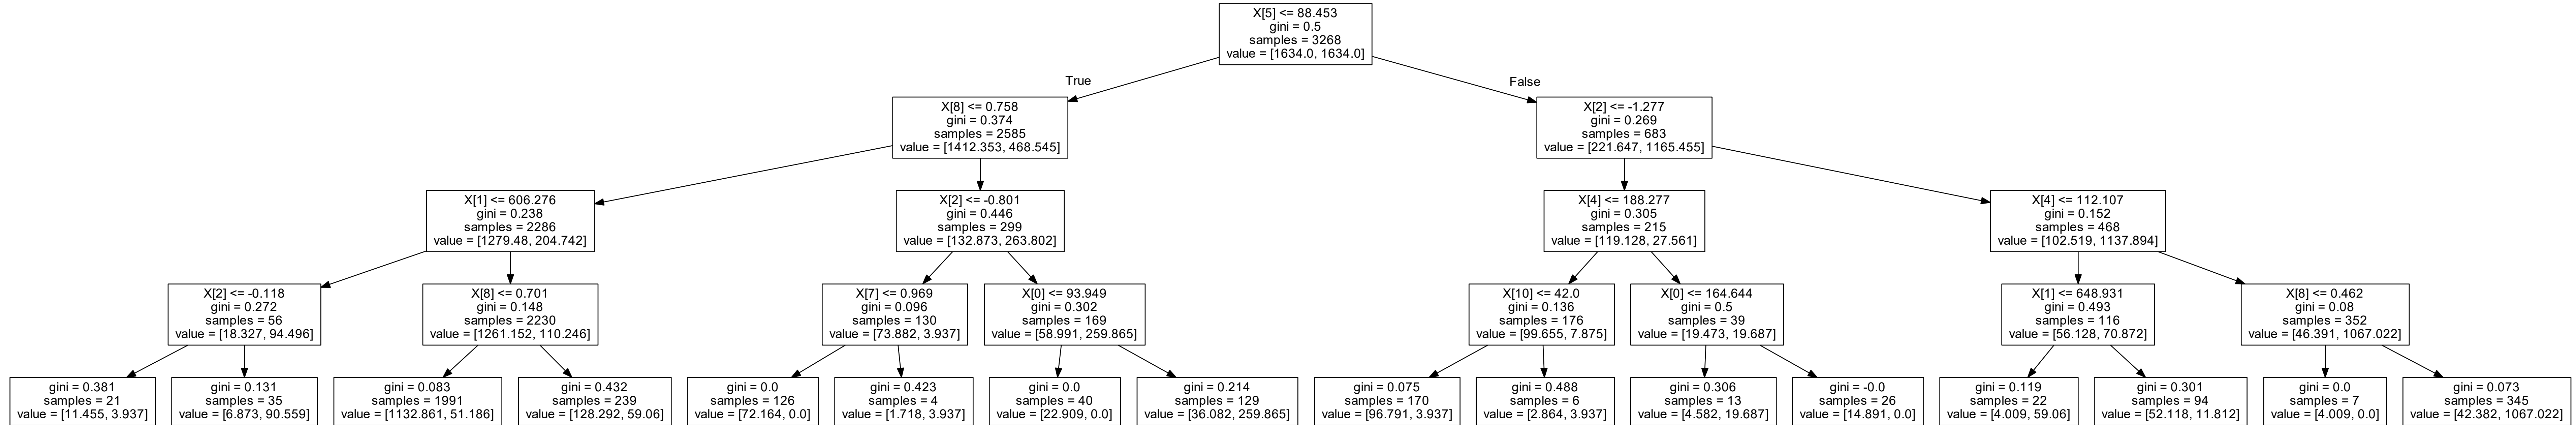 X[5] <= 88.453
gini = 0.5
samples = 3268
value = [1634.0, 1634.0]
True
False
X[8] <= 0.758
gini = 0.374
samples = 2585
value = [1412.353, 468.545]
X[2] <= -1.277
gini = 0.269
samples = 683
value = [221.647, 1165.455]
X[1] <= 606.276
gini = 0.238
samples = 2286
value = [1279.48, 204.742]
X[2] <= -0.801
gini = 0.446
samples = 299
value = [132.873, 263.802]
X[4] <= 188.277
gini = 0.305
samples = 215
value = [119.128, 27.561]
X[4] <= 112.107
gini = 0.152
samples = 468
value = [102.519, 1137.894]
X[2] <= -0.118
gini = 0.272
samples = 56
value = [18.327, 94.496]
X[8] <= 0.701
gini = 0.148
samples = 2230
value = [1261.152, 110.246]
X[7] <= 0.969
gini = 0.096
samples = 130
value = [73.882, 3.937]
X[0] <= 93.949
gini = 0.302
samples = 169
value = [58.991, 259.865]
X[10] <= 42.0
gini = 0.136
samples = 176
value = [99.655, 7.875]
X[0] <= 164.644
gini = 0.5
samples = 39
value = [19.473, 19.687]
X[1] <= 648.931
gini = 0.493
samples = 116
value = [56.128, 70.872]
X[8] <= 0.462
gini = 0.08
samples = 352
value = [46.391, 1067.022]
gini = 0.381
samples = 21
value = [11.455, 3.937]
gini = 0.131
samples = 35
value = [6.873, 90.559]
gini = 0.083
samples = 1991
value = [1132.861, 51.186]
gini = 0.432
samples = 239
value = [128.292, 59.06]
gini = 0.0
samples = 126
value = [72.164, 0.0]
gini = 0.423
samples = 4
value = [1.718, 3.937]
gini = 0.0
samples = 40
value = [22.909, 0.0]
gini = 0.214
samples = 129
value = [36.082, 259.865]
gini = 0.075
samples = 170
value = [96.791, 3.937]
gini = 0.488
samples = 6
value = [2.864, 3.937]
gini = 0.306
samples = 13
value = [4.582, 19.687]
gini = -0.0
samples = 26
value = [14.891, 0.0]
gini = 0.119
samples = 22
value = [4.009, 59.06]
gini = 0.301
samples = 94
value = [52.118, 11.812]
gini = 0.0
samples = 7
value = [4.009, 0.0]
gini = 0.073
samples = 345
value = [42.382, 1067.022]